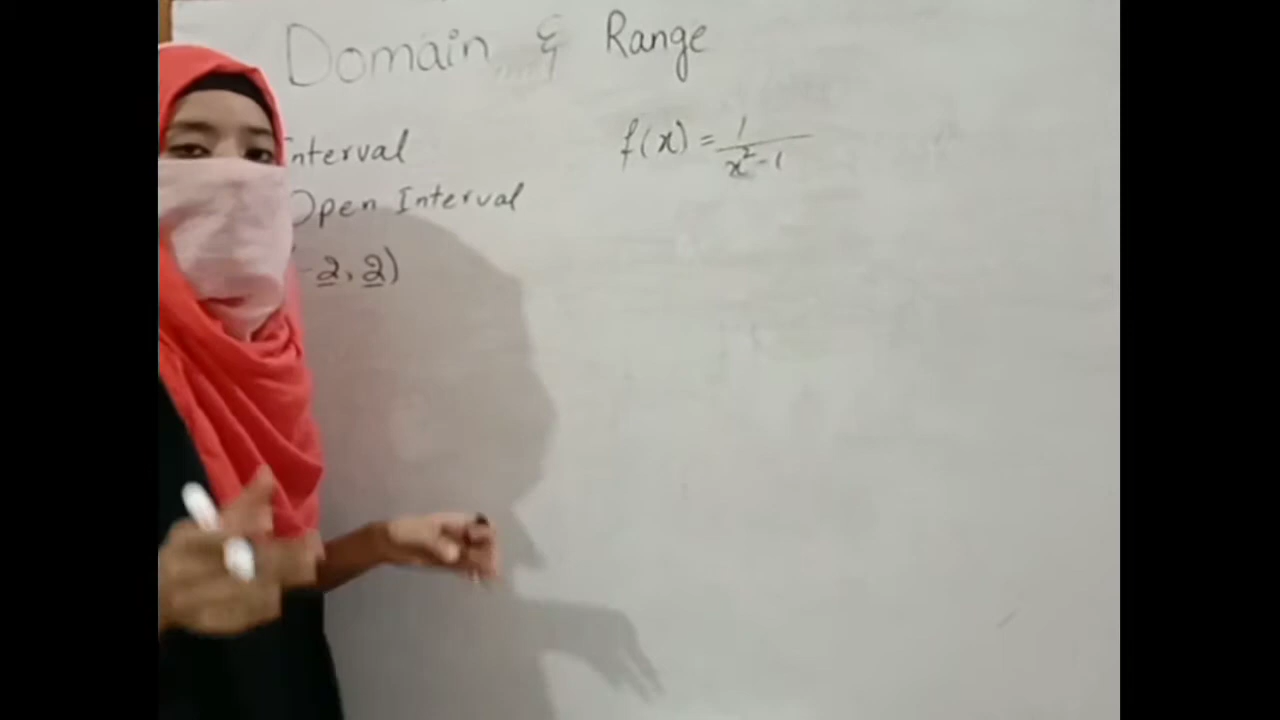 Domain & Range
Interval
Open Interval
(-2, 2)
f(x) = 1/(x²-1)